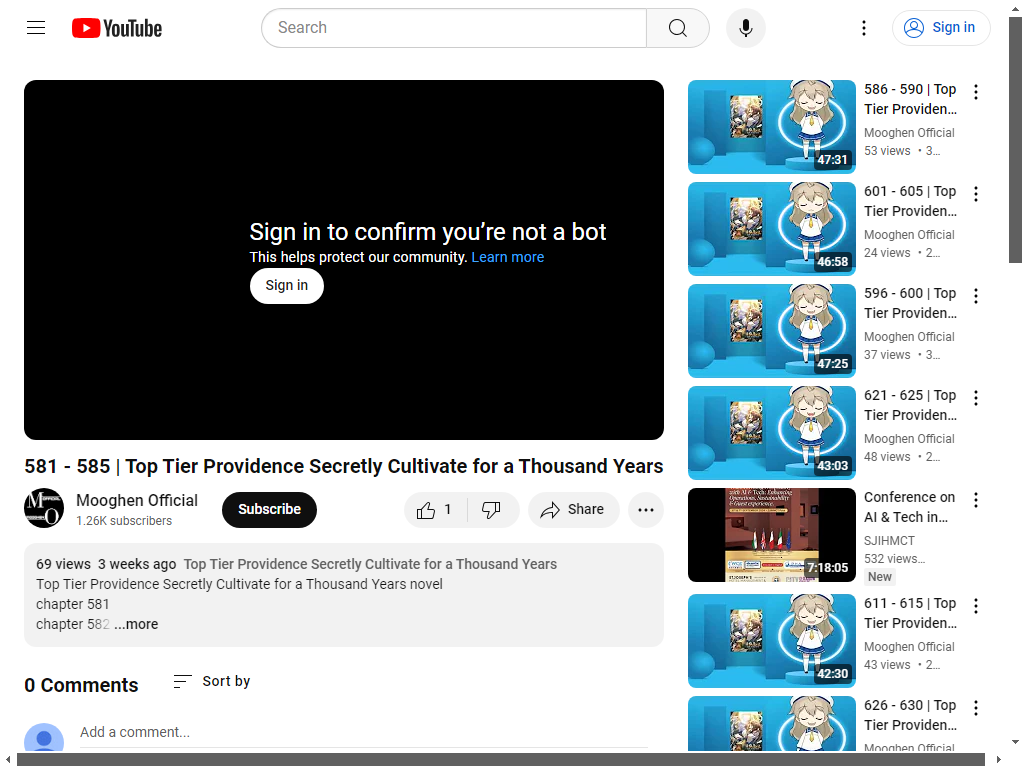 YouTube
Search
Sign in
Sign in to confirm you’re not a bot
This helps protect our community. Learn more
Sign in
581 - 585 | Top Tier Providence Secretly Cultivate for a Thousand Years
Mooghen Official
1.26K subscribers
Subscribe
1
Share
69 views 3 weeks ago Top Tier Providence Secretly Cultivate for a Thousand Years
Top Tier Providence Secretly Cultivate for a Thousand Years novel
chapter 581
chapter 582 ...more
0 Comments
Sort by
Add a comment...
47:31
586 - 590 | Top
Tier Providen...
Mooghen Official
53 views • 3...
46:58
601 - 605 | Top
Tier Providen...
Mooghen Official
24 views • 2...
47:25
596 - 600 | Top
Tier Providen...
Mooghen Official
37 views • 3...
43:03
621 - 625 | Top
Tier Providen...
Mooghen Official
48 views • 2...
7:18:05
Conference on
AI & Tech in...
SJIHMCT
532 views...
New
42:30
611 - 615 | Top
Tier Providen...
Mooghen Official
43 views • 2...
626 - 630 | Top
Tier Providen...
Mooghen Official